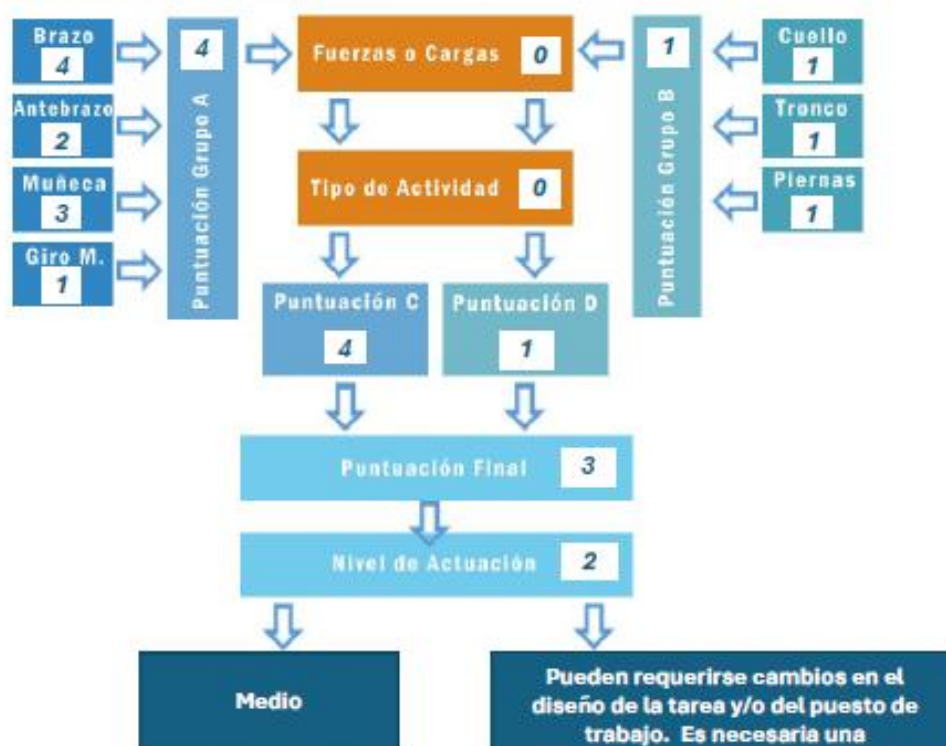 Brazo
4
Antebrazo
2
Muñeca
3
Giro M.
1
4
Puntuación Grupo A
Fuerzas o Cargas
0
Tipo de Actividad
0
1
Puntuación Grupo B
Cuello
1
Tronco
1
Piernas
1
Puntuación C
4
Puntuación D
1
Puntuación Final
3
Nivel de Actuación
2
Medio
Pueden requerirse cambios en el
diseño de la tarea y/o del puesto de
trabajo. Es necesaria una